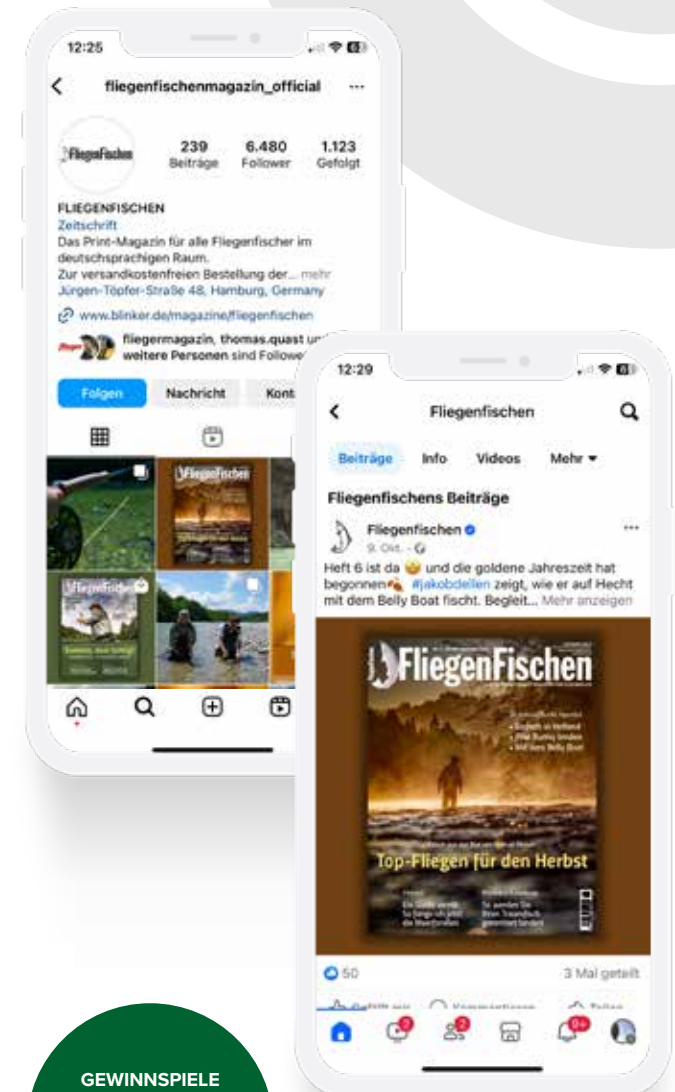 12:25
fliegenfischenmagazin_official
FliegenFischen
239
6.480
1.123
Beiträge
Follower
Gefolgt
FLIEGENFISCHEN
Zeitschrift
Das Print-Magazin für alle Fliegenfischer im
deutschsprachigen Raum.
Zur versandkostenfreien Bestellung der... mehr
Jürgen-Töpfer-Straße 48, Hamburg, Germany
www.blinker.de/magazine/fliegenfischen
fliegermagazin, thomas.quast
weitere Personen sind Followe
Folgen
Nachricht
Kont
FliegenFischen
12:29
Fliegenfischen
Beiträge
Info
Videos
Mehr
Fliegenfischens Beiträge
Fliegenfischen
9. Okt.
Heft 6 ist da und die goldene Jahreszeit hat
begonnen #jakobdellen zeigt, wie er auf Hecht
mit dem Belly Boat fischt. Begleit... Mehr anzeigen
FliegenFischen
Top-Fliegen für den Herbst
50
3 Mal geteilt
GEWINNSPIELE